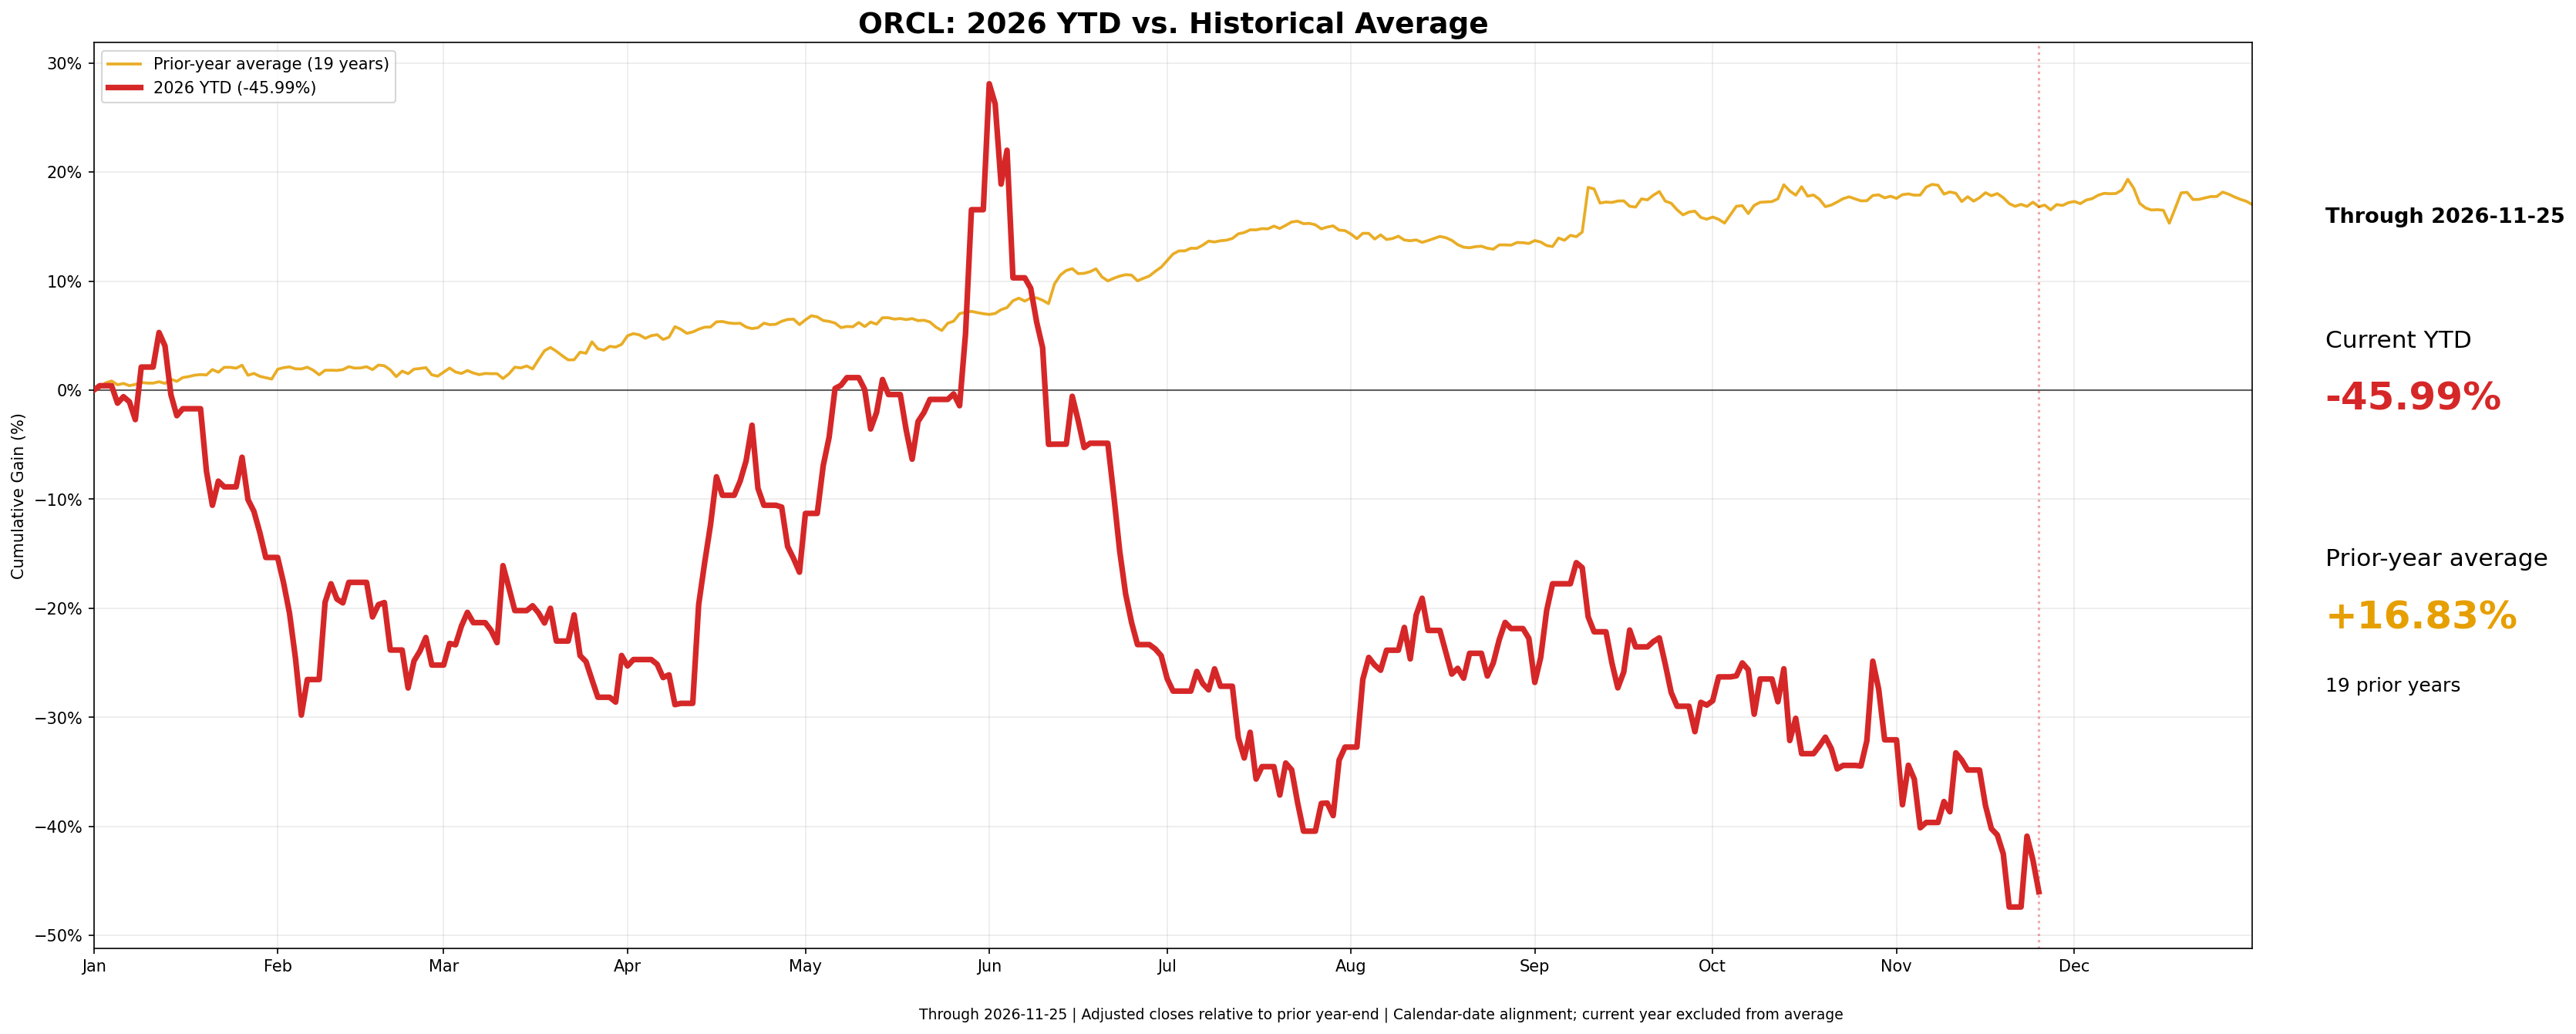 ORCL: 2026 YTD vs. Historical Average
Prior-year average (19 years)
2026 YTD (-45.99%)
Cumulative Gain (%)
30%
20%
10%
0%
−10%
−20%
−30%
−40%
−50%
Jan Feb Mar Apr May Jun Jul Aug Sep Oct Nov Dec
Through 2026-11-25
Current YTD
-45.99%
Prior-year average
+16.83%
19 prior years
Through 2026-11-25 | Adjusted closes relative to prior year-end | Calendar-date alignment; current year excluded from average